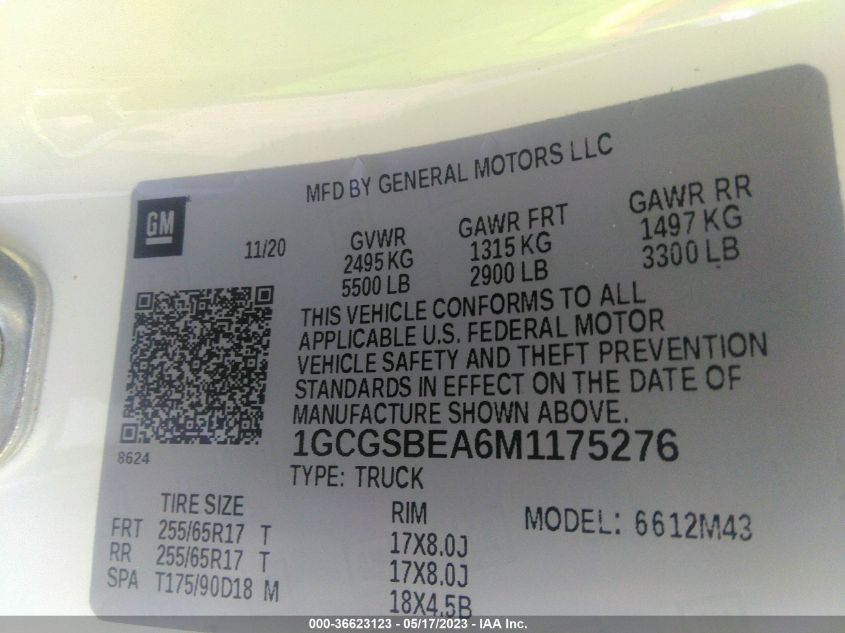 MFD BY GENERAL MOTORS LLC
GM
11/20
GVWR GAWR FRT GAWR RR
2495 KG 1315 KG 1497 KG
5500 LB 2900 LB 3300 LB
THIS VEHICLE CONFORMS TO ALL
APPLICABLE U.S. FEDERAL MOTOR
VEHICLE SAFETY AND THEFT PREVENTION
STANDARDS IN EFFECT ON THE DATE OF
MANUFACTURE SHOWN ABOVE.
8624
1GCGSBEA6M1175276
TYPE: TRUCK
TIRE SIZE RIM MODEL: 6612M43
FRT 255/65R17 T 17X8.0J
RR 255/65R17 T 17X8.0J
SPA T175/90D18 M 18X4.5B
000-36623123 — 05/17/2023 — IAA Inc.